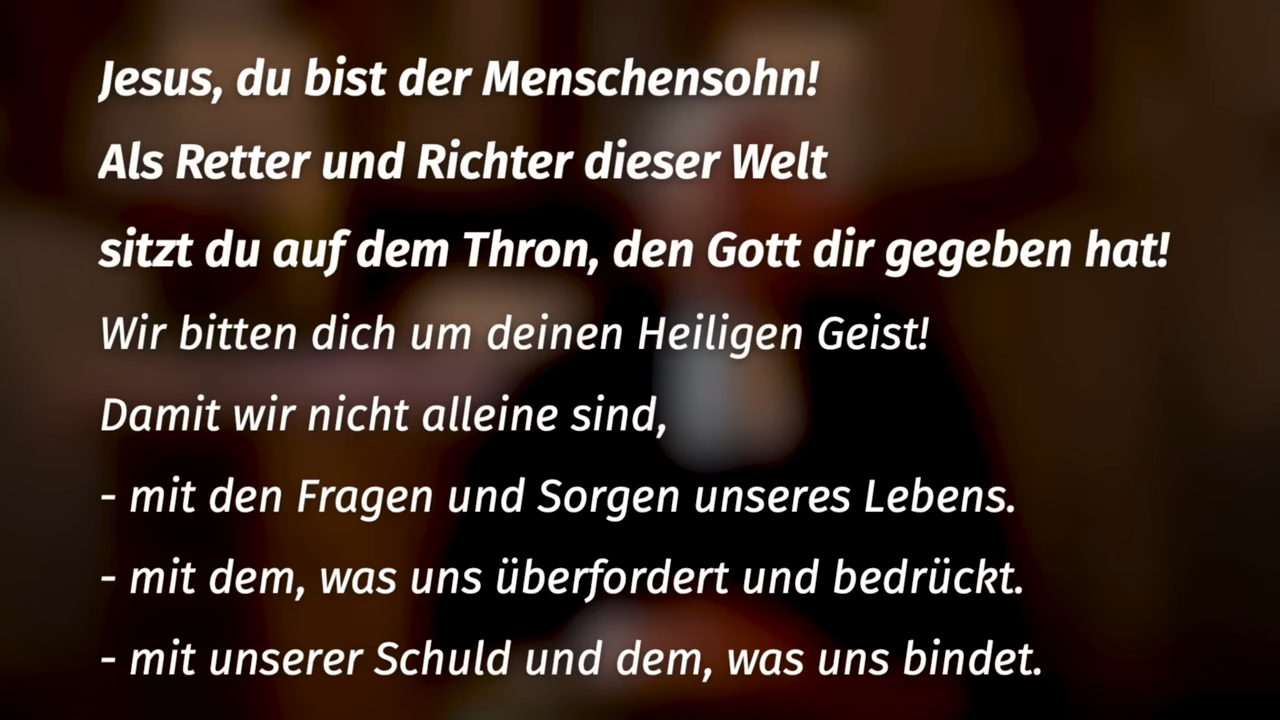 Jesus, du bist der Menschensohn!
Als Retter und Richter dieser Welt
sitzt du auf dem Thron, den Gott dir gegeben hat!
Wir bitten dich um deinen Heiligen Geist!
Damit wir nicht alleine sind,
- mit den Fragen und Sorgen unseres Lebens.
- mit dem, was uns überfordert und bedrückt.
- mit unserer Schuld und dem, was uns bindet.